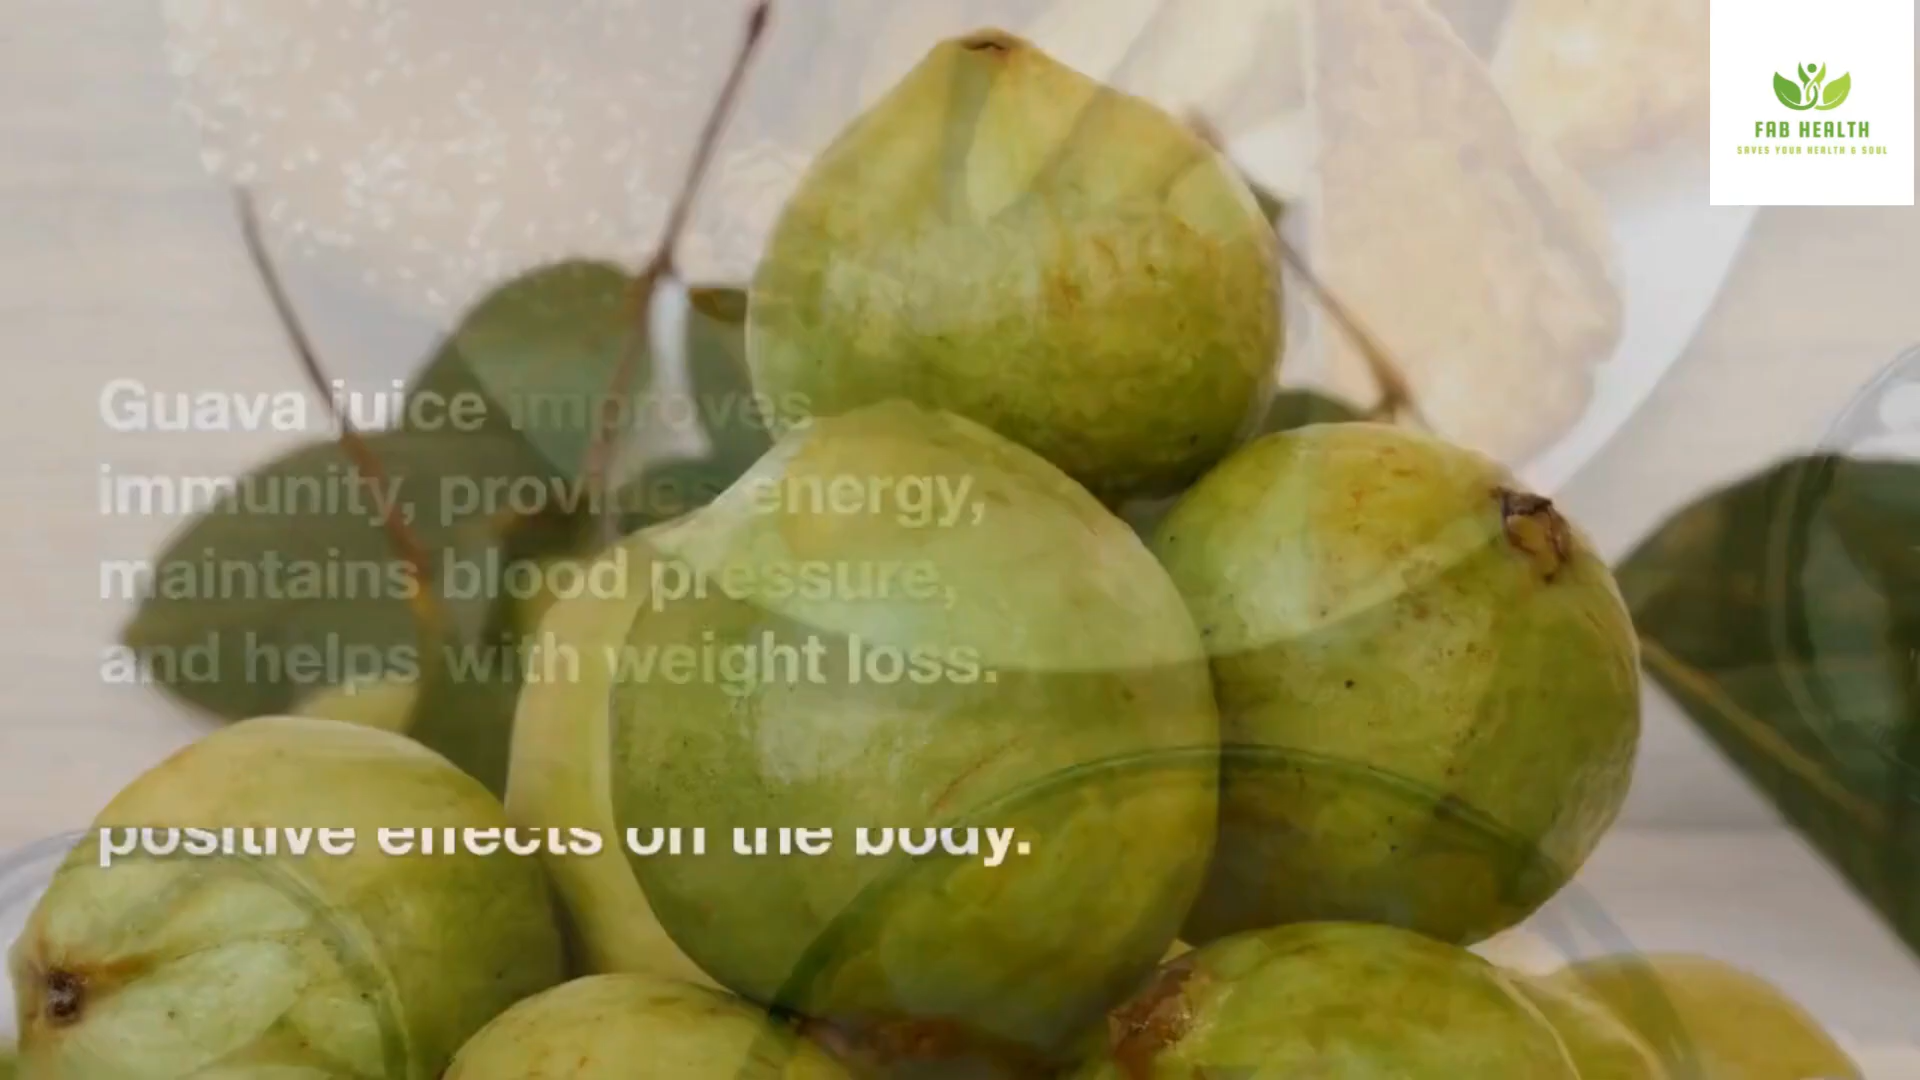 FAB HEALTH
SAVES YOUR HEALTH & SOUL
Guava juice improves
immunity, provides energy,
maintains blood pressure,
and helps with weight loss.
positive effects on the body.